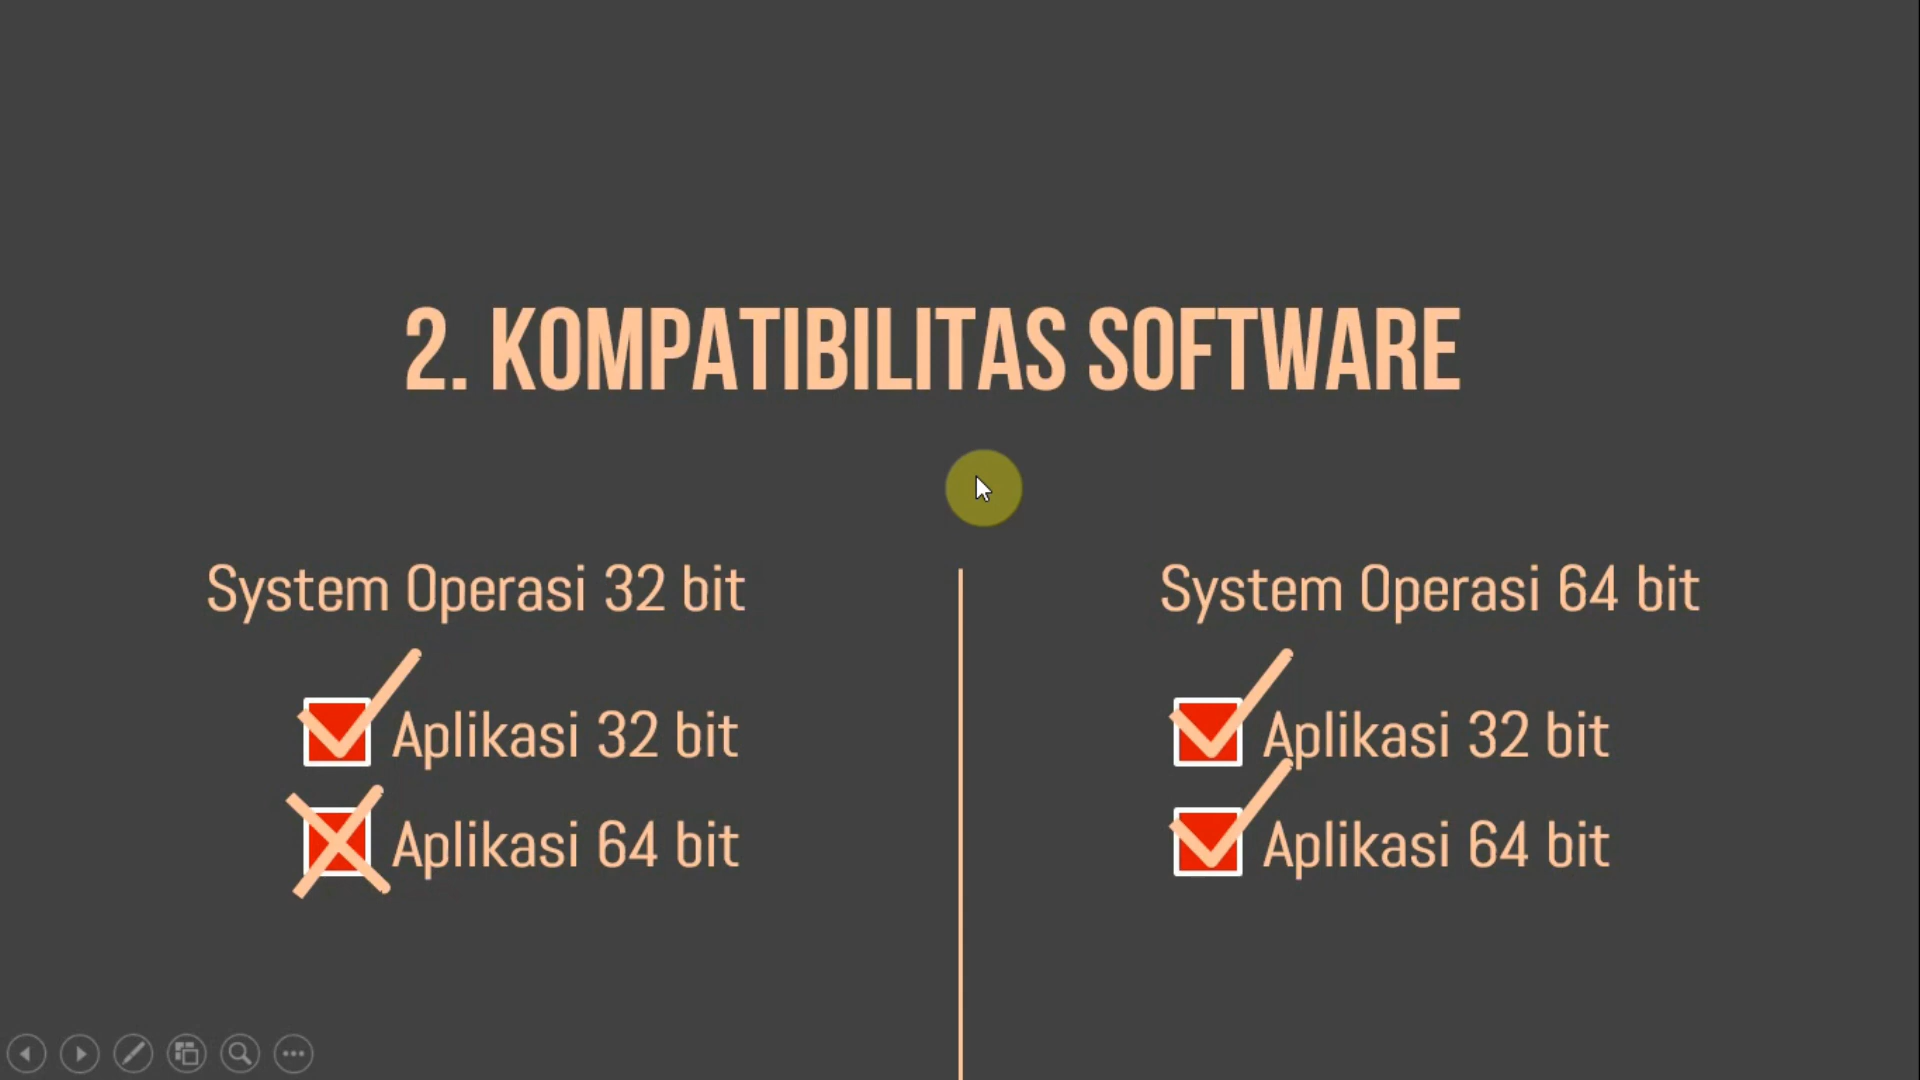 2. KOMPATIBILITAS SOFTWARE
System Operasi 32 bit
Aplikasi 32 bit
Aplikasi 64 bit
System Operasi 64 bit
Aplikasi 32 bit
Aplikasi 64 bit